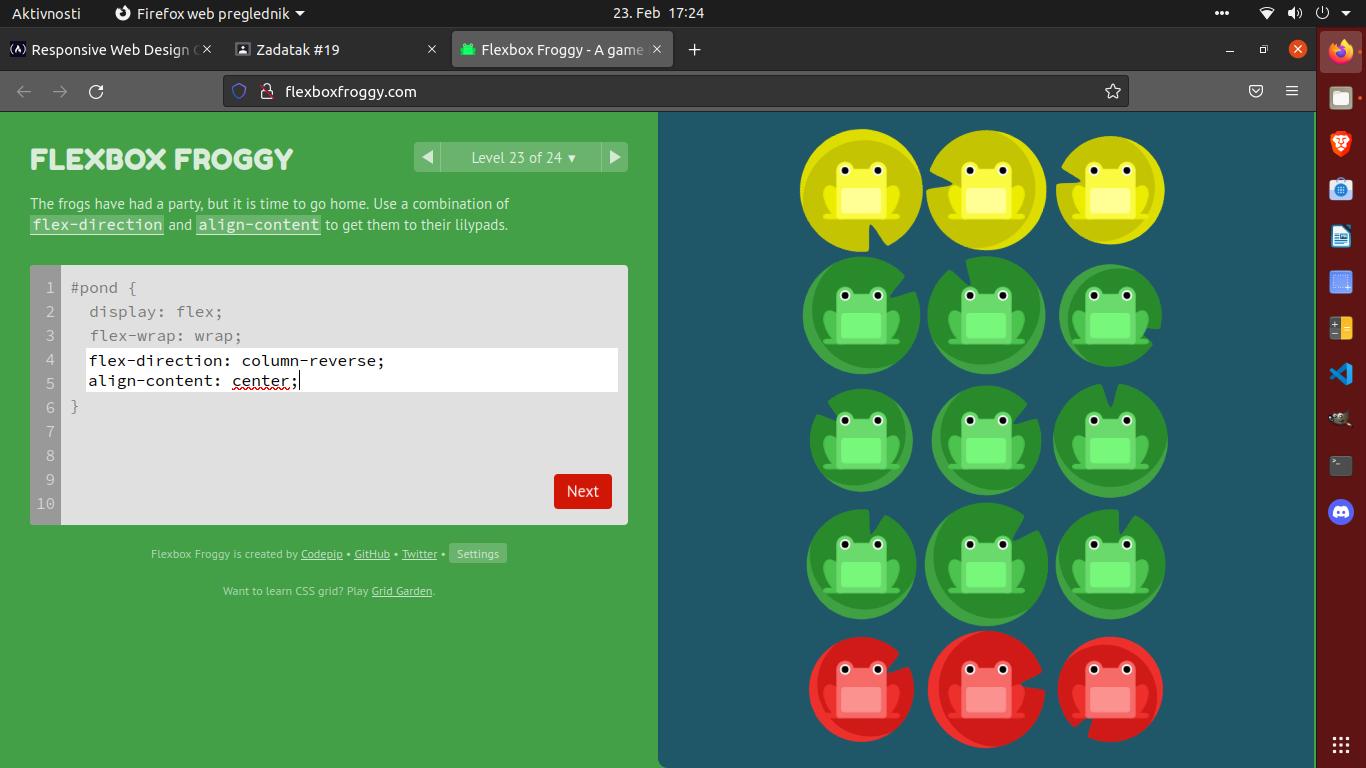 Aktivnosti
Firefox web preglednik
23. Feb 17:24
Responsive Web Design
Zadatak #19
Flexbox Froggy - A game
flexboxfroggy.com
FLEXBOX FROGGY
Level 23 of 24 ▾
The frogs have had a party, but it is time to go home. Use a combination of
flex-direction and align-content to get them to their lilypads.
1 #pond {
2 display: flex;
3 flex-wrap: wrap;
4 flex-direction: column-reverse;
5 align-content: center;
6 }
7
8
9
10
Next
Flexbox Froggy is created by Codepip • GitHub • Twitter • Settings
Want to learn CSS grid? Play Grid Garden.